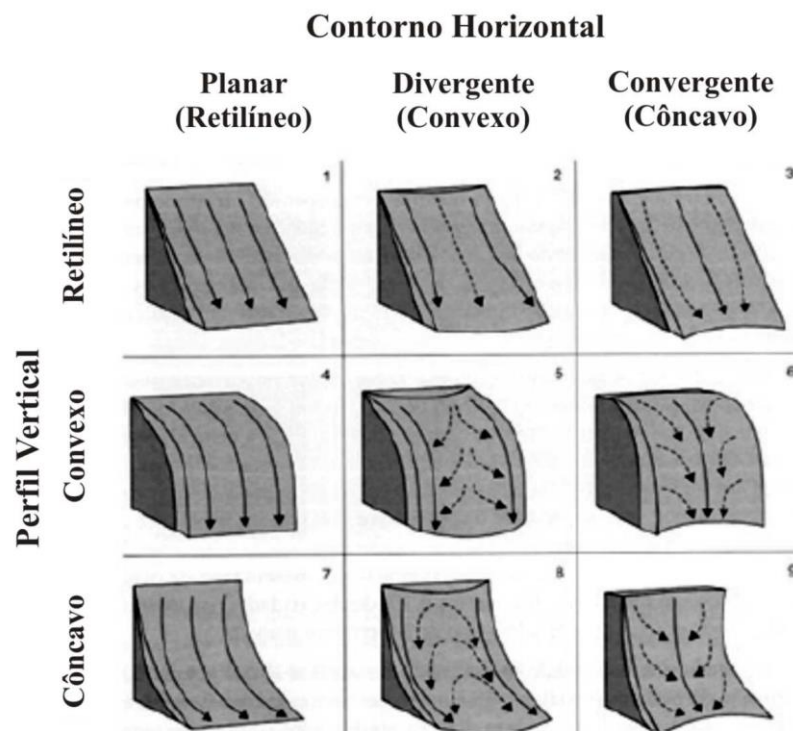 Contorno Horizontal
Planar
(Retilíneo)
Divergente
(Convexo)
Convergente
(Côncavo)
Perfil Vertical
Retilíneo
1
2
3
Convexo
4
5
6
Côncavo
7
8
9